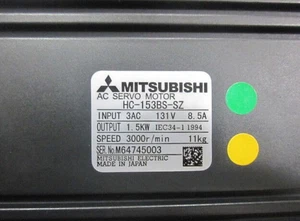 MITSUBISHI
AC SERVO MOTOR
HC-153BS-SZ
INPUT 3AC 131V 8.5A
OUTPUT 1.5KW IEC34-1 1994
SPEED 3000r/min 11kg
SER.No M64745003
MITSUBISHI ELECTRIC
MADE IN JAPAN